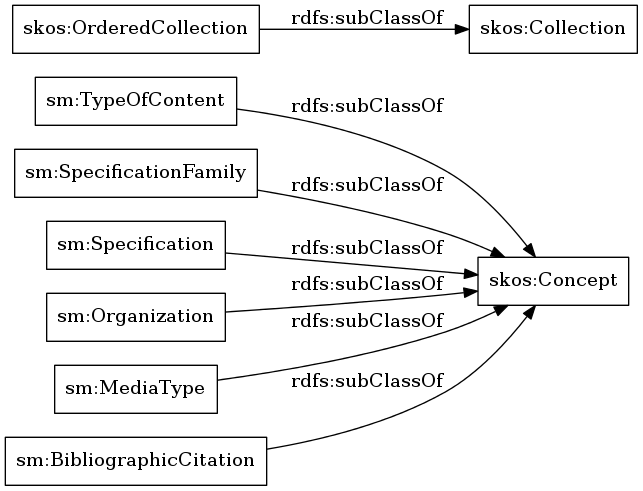 skos:OrderedCollection
rdfs:subClassOf
skos:Collection
sm:TypeOfContent
rdfs:subClassOf
sm:SpecificationFamily
rdfs:subClassOf
sm:Specification
rdfs:subClassOf
skos:Concept
sm:Organization
rdfs:subClassOf
sm:MediaType
rdfs:subClassOf
sm:BibliographicCitation
rdfs:subClassOf